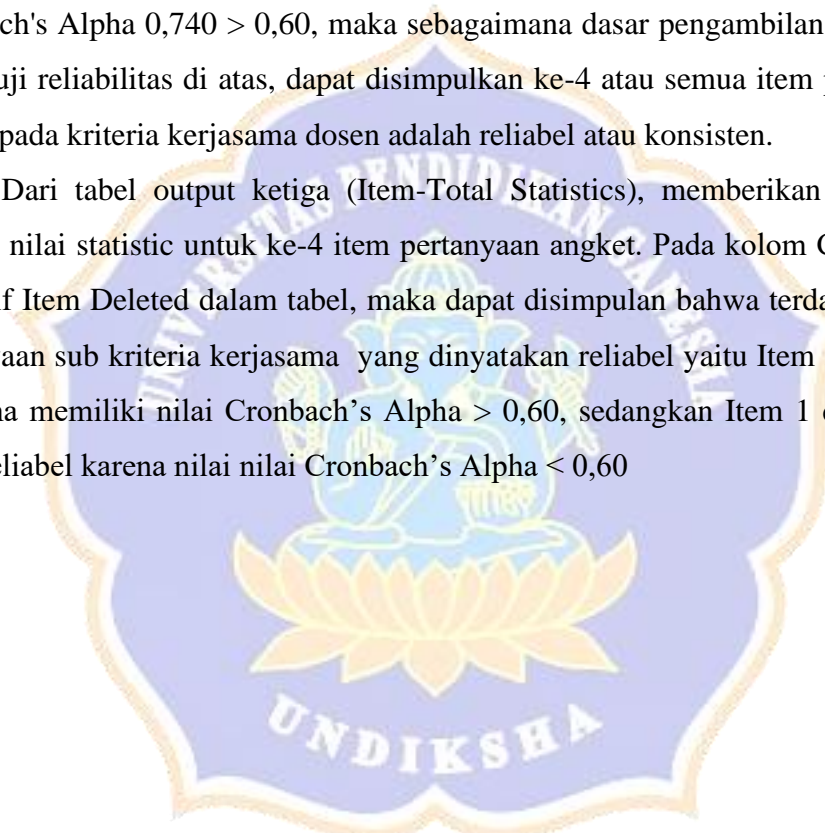 ch's Alpha 0,740 > 0,60, maka sebagaimana dasar pengambilan
uji reliabilitas di atas, dapat disimpulkan ke-4 atau semua item
pada kriteria kerjasama dosen adalah reliabel atau konsisten.
Dari tabel output ketiga (Item-Total Statistics), memberikan
nilai statistic untuk ke-4 item pertanyaan angket. Pada kolom
f Item Deleted dalam tabel, maka dapat disimpulan bahwa terda
aan sub kriteria kerjasama yang dinyatakan reliabel yaitu Item
na memiliki nilai Cronbach’s Alpha > 0,60, sedangkan Item 1
eliabel karena nilai nilai Cronbach’s Alpha < 0,60
UNIVERSITAS PENDIDIKAN GANESHA
UNDIKSHA